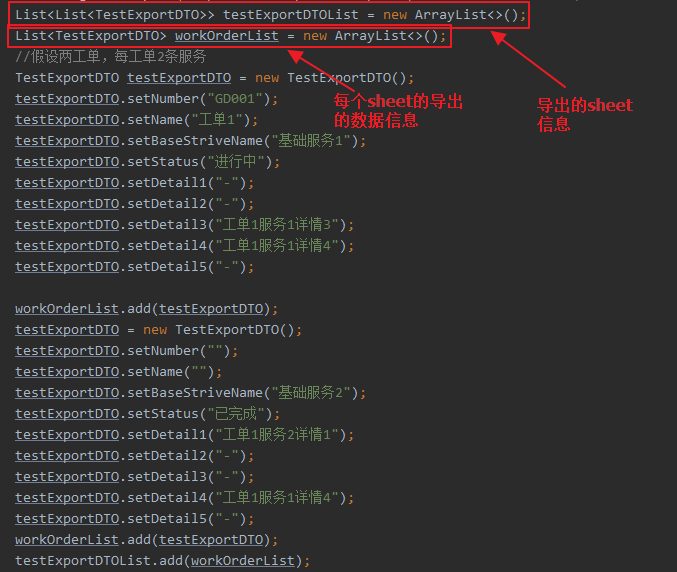 List<List<TestExportDTO>> testExportDTOList = new ArrayList<>();
List<TestExportDTO> workOrderList = new ArrayList<>();
//假设两工单，每工单2条服务
TestExportDTO testExportDTO = new TestExportDTO();
testExportDTO.setNumber("GD001");
testExportDTO.setName("工单1");
testExportDTO.setBaseStriveName("基础服务1");
testExportDTO.setStatus("进行中");
testExportDTO.setDetail1("-");
testExportDTO.setDetail2("-");
testExportDTO.setDetail3("工单1服务1详情3");
testExportDTO.setDetail4("工单1服务1详情4");
testExportDTO.setDetail5("-");
每个sheet的导出
的数据信息
导出的sheet
信息
workOrderList.add(testExportDTO);
testExportDTO = new TestExportDTO();
testExportDTO.setNumber("");
testExportDTO.setName("");
testExportDTO.setBaseStriveName("基础服务2");
testExportDTO.setStatus("已完成");
testExportDTO.setDetail1("工单1服务2详情1");
testExportDTO.setDetail2("-");
testExportDTO.setDetail3("-");
testExportDTO.setDetail4("工单1服务1详情4");
testExportDTO.setDetail5("-");
workOrderList.add(testExportDTO);
testExportDTOList.add(workOrderList);